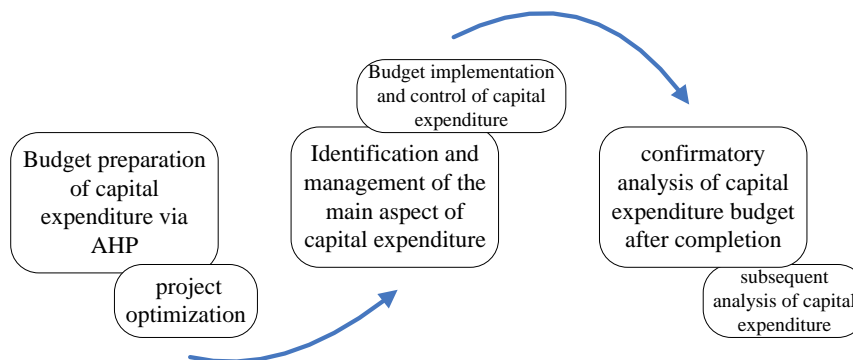 Budget preparation
of capital
expenditure via
AHP
project
optimization
Budget implementation
and control of capital
expenditure
Identification and
management of the
main aspect of
capital expenditure
confirmatory
analysis of capital
expenditure budget
after completion
subsequent
analysis of capital
expenditure